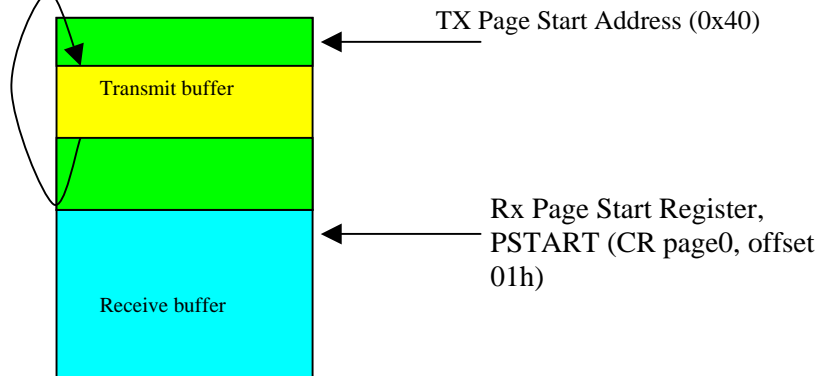 TX Page Start Address (0x40)
Transmit buffer
Rx Page Start Register,
PSTART (CR page0, offset
01h)
Receive buffer